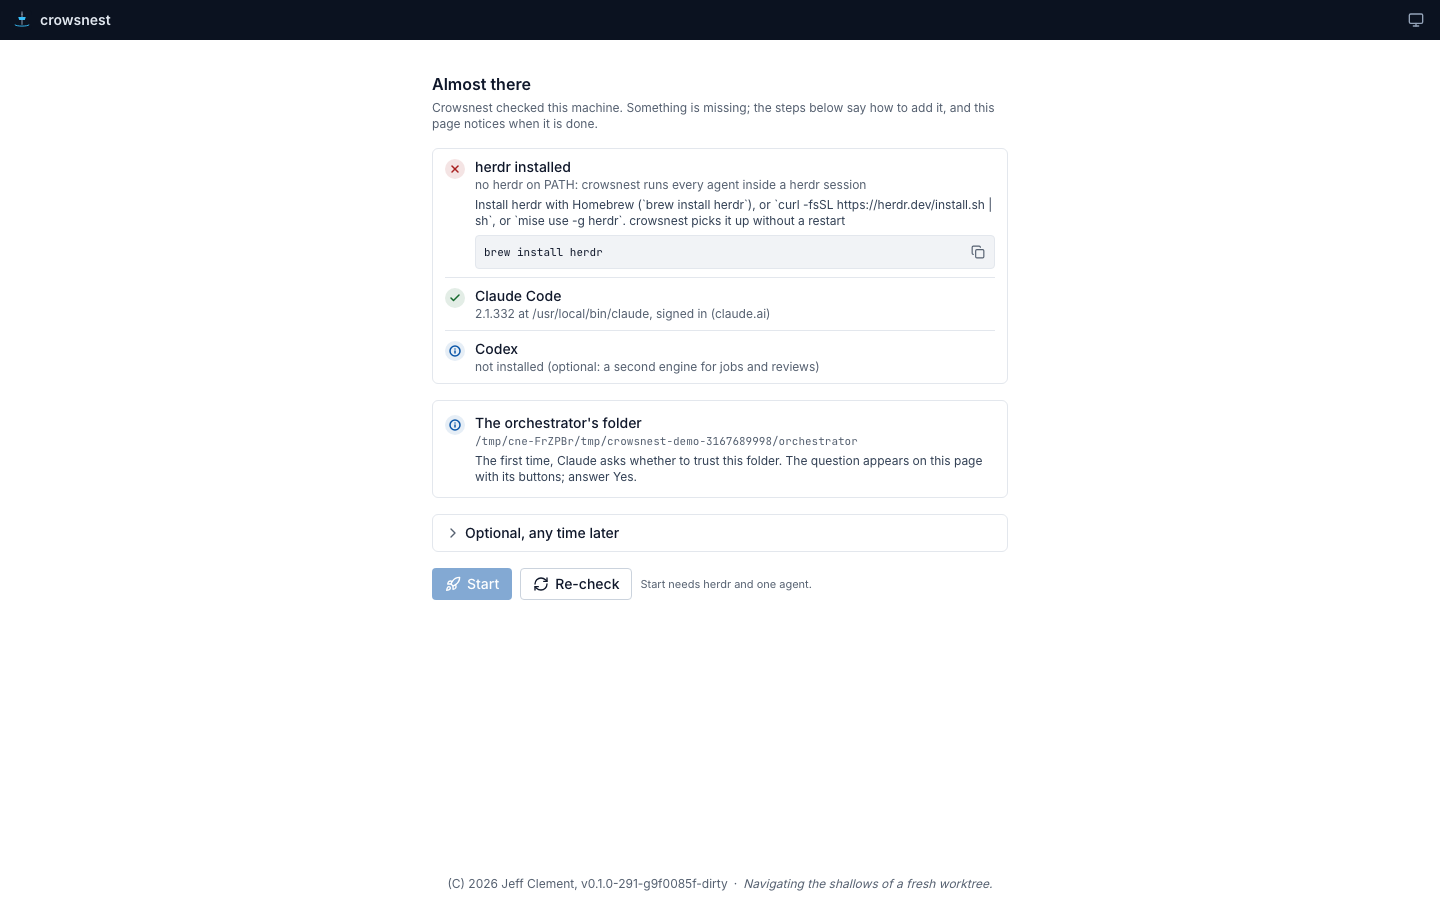 crowsnest
Almost there
Crowsnest checked this machine. Something is missing; the steps below say how to add it, and this
page notices when it is done.
herdr installed
no herdr on PATH: crowsnest runs every agent inside a herdr session
Install herdr with Homebrew (`brew install herdr`), or `curl -fsSL https://herdr.dev/install.sh |
sh`, or `mise use -g herdr`. crowsnest picks it up without a restart
brew install herdr
Claude Code
2.1.332 at /usr/local/bin/claude, signed in (claude.ai)
Codex
not installed (optional: a second engine for jobs and reviews)
The orchestrator's folder
/tmp/cne-FrZPBr/tmp/crowsnest-demo-3167689998/orchestrator
The first time, Claude asks whether to trust this folder. The question appears on this page
with its buttons; answer Yes.
Optional, any time later
Start
Re-check
Start needs herdr and one agent.
(C) 2026 Jeff Clement, v0.1.0-291-g9f0085f-dirty · Navigating the shallows of a fresh worktree.